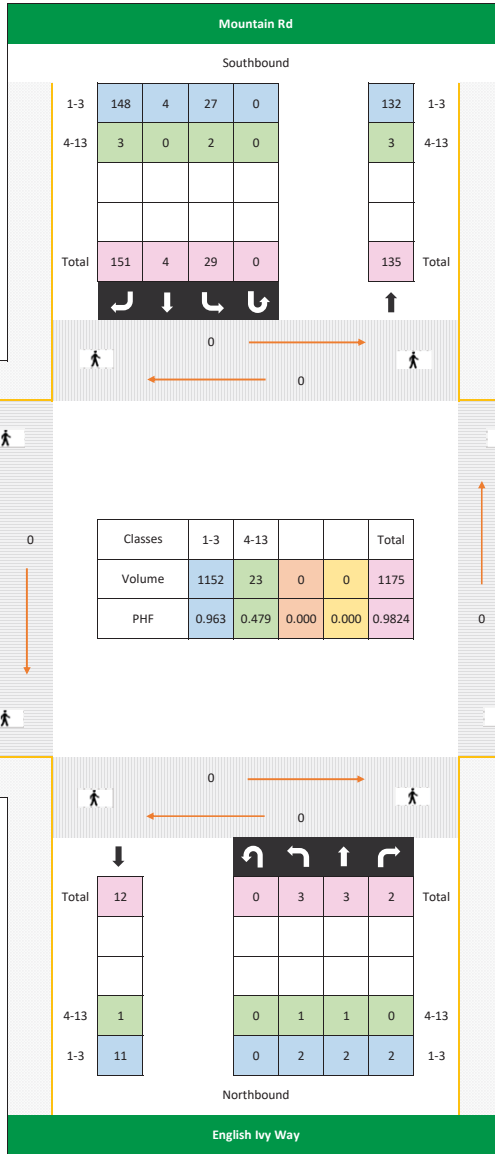 Mountain Rd
Southbound
1-3 148 4 27 0 132 1-3
4-13 3 0 2 0 3 4-13
Total 151 4 29 0 135 Total
0
0
0
0
Classes 1-3 4-13 Total
Volume 1152 23 0 0 1175
PHF 0.963 0.479 0.000 0.000 0.9824
0
0
Total 12 0 3 3 2 Total
4-13 1 0 1 1 0 4-13
1-3 11 0 2 2 2 1-3
Northbound
English Ivy Way